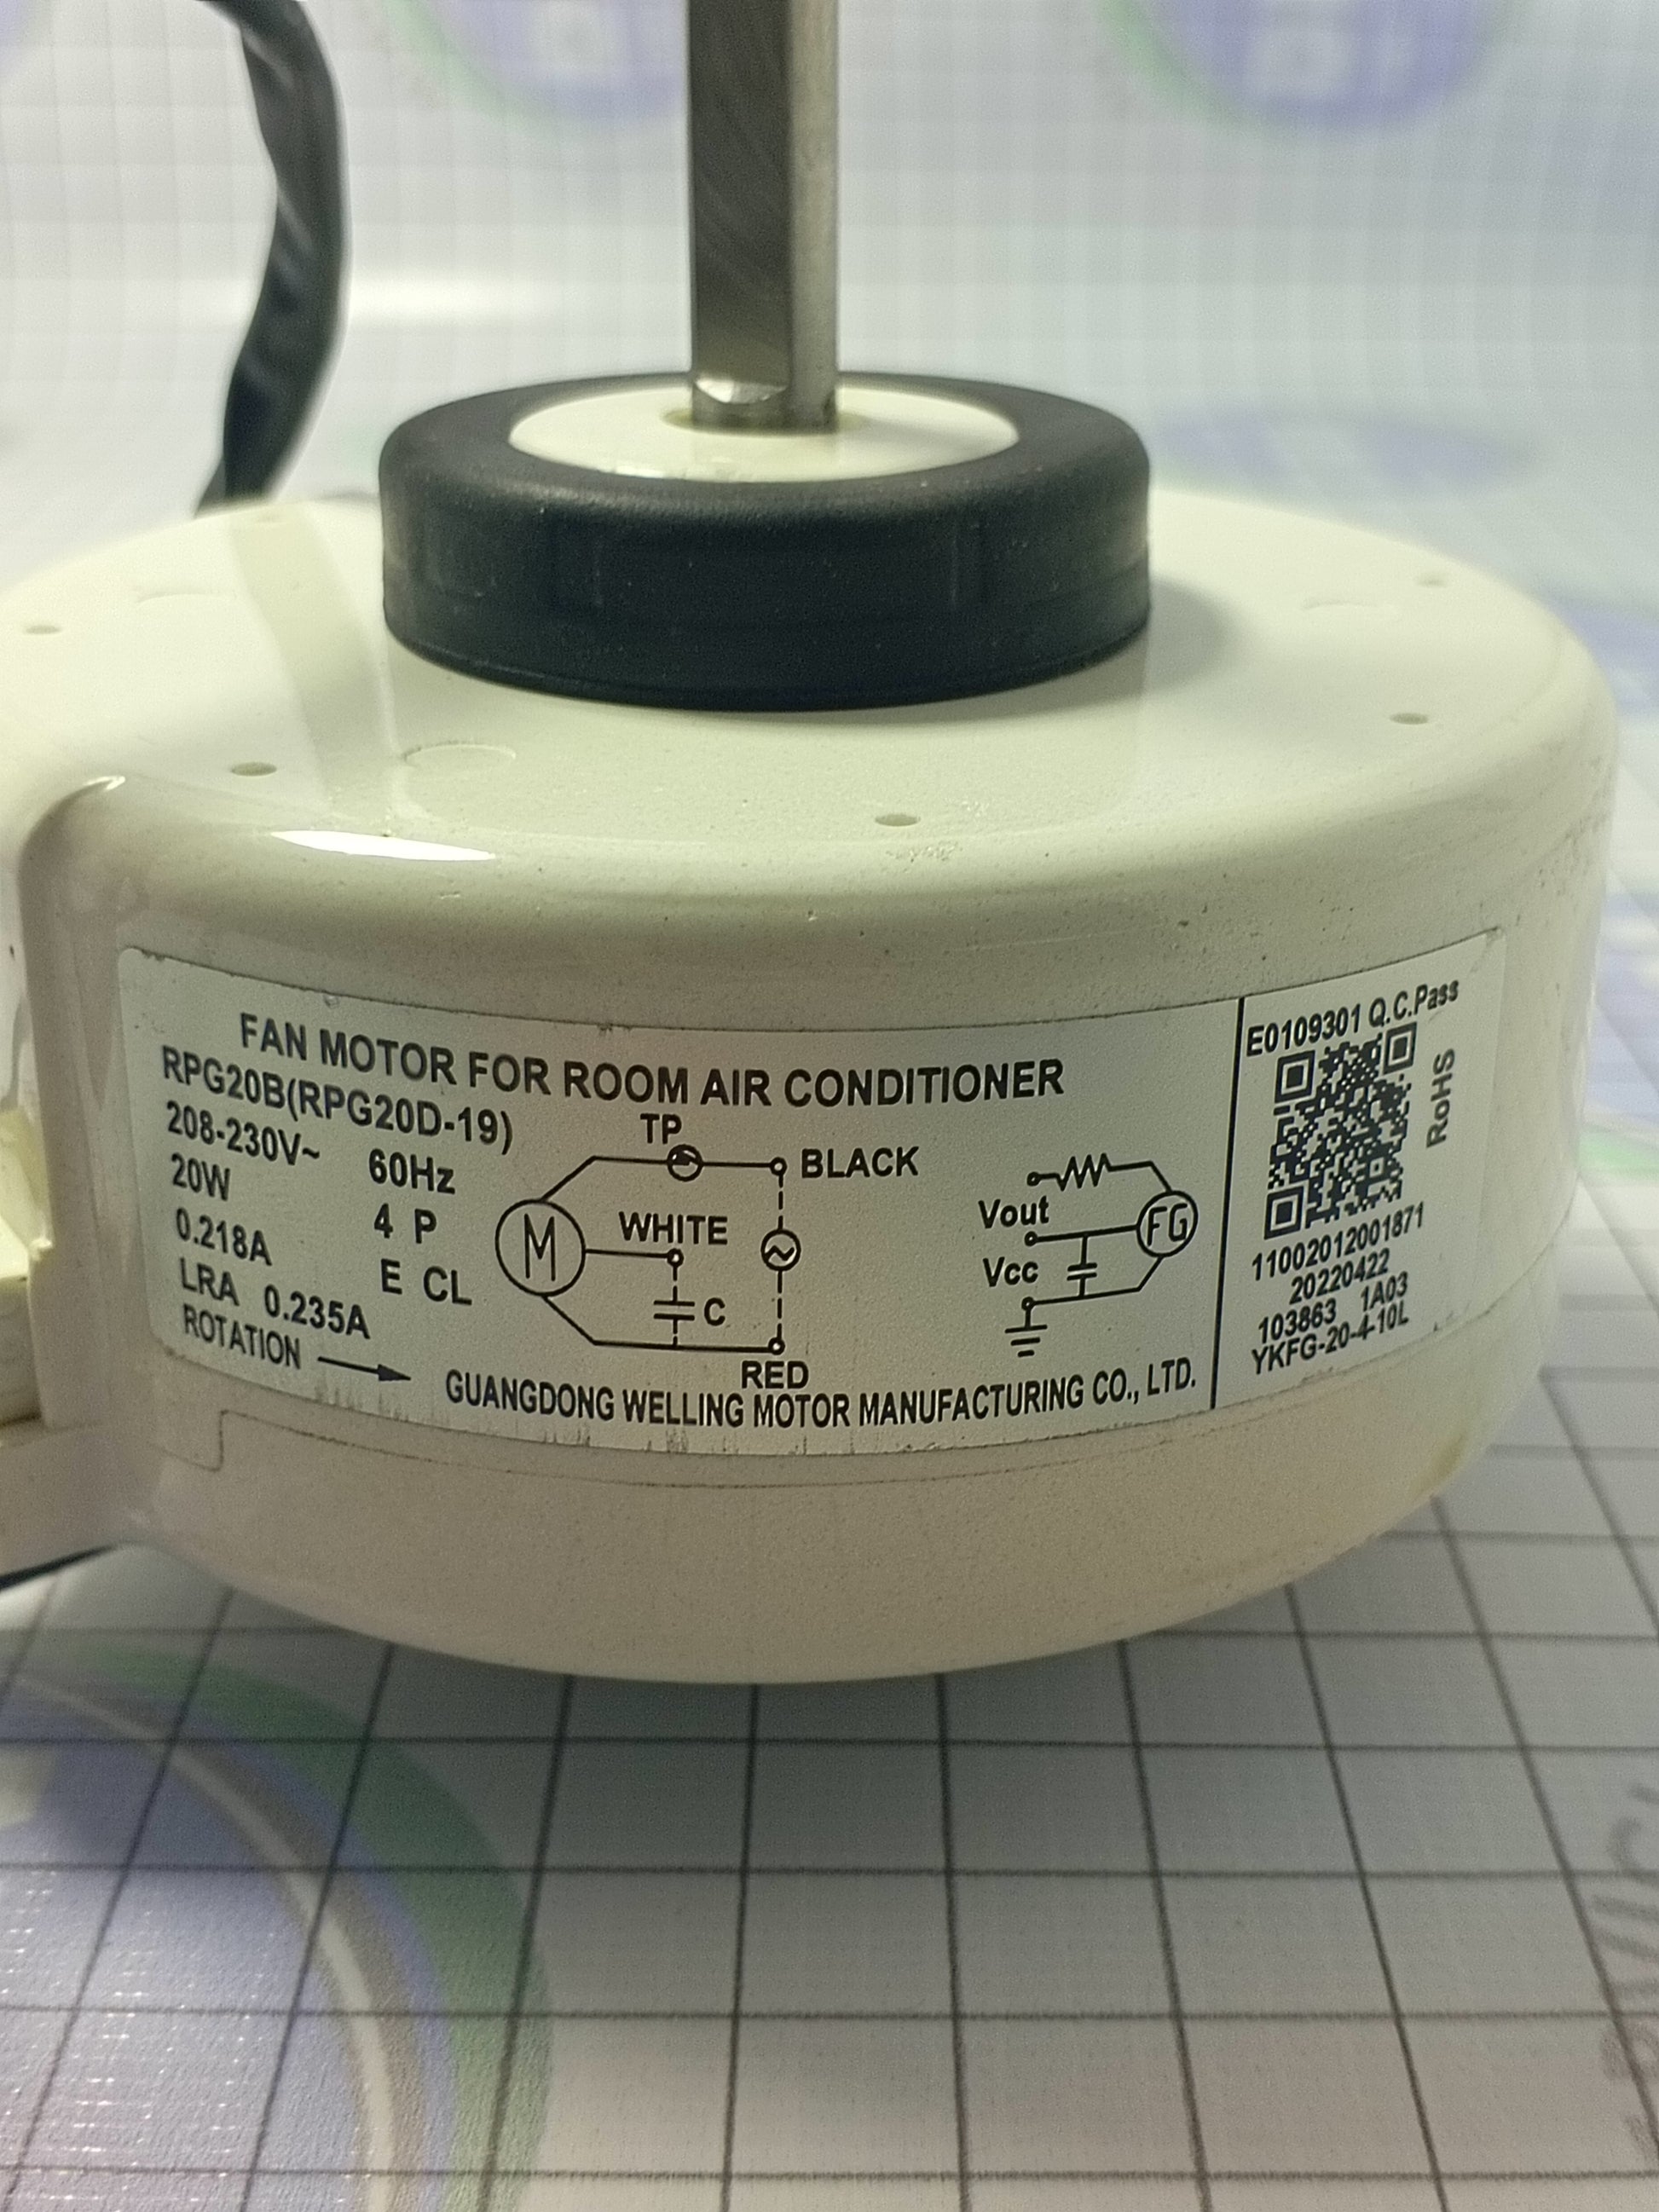 FAN MOTOR FOR ROOM AIR CONDITIONER
RPG20B(RPG20D-19)
208-230V~ 60Hz
20W 4 P
0.218A E CL
LRA 0.235A
ROTATION
TP
BLACK
M
WHITE
C
RED
Vout
Vcc
FG
GUANGDONG WELLING MOTOR MANUFACTURING CO., LTD.
E0109301 Q.C.Pass
RoHS
11002012001871
20220422
103863 1A03
YKFG-20-4-10L